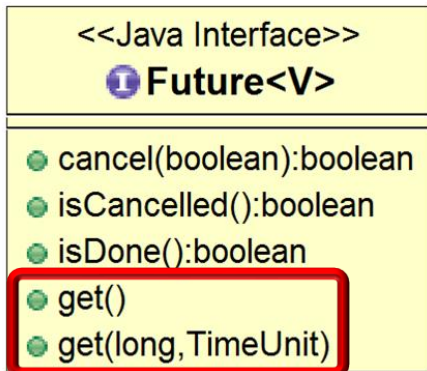 <<Java Interface>>
I Future<V>
cancel(boolean):boolean
isCancelled():boolean
isDone():boolean
get()
get(long,TimeUnit)